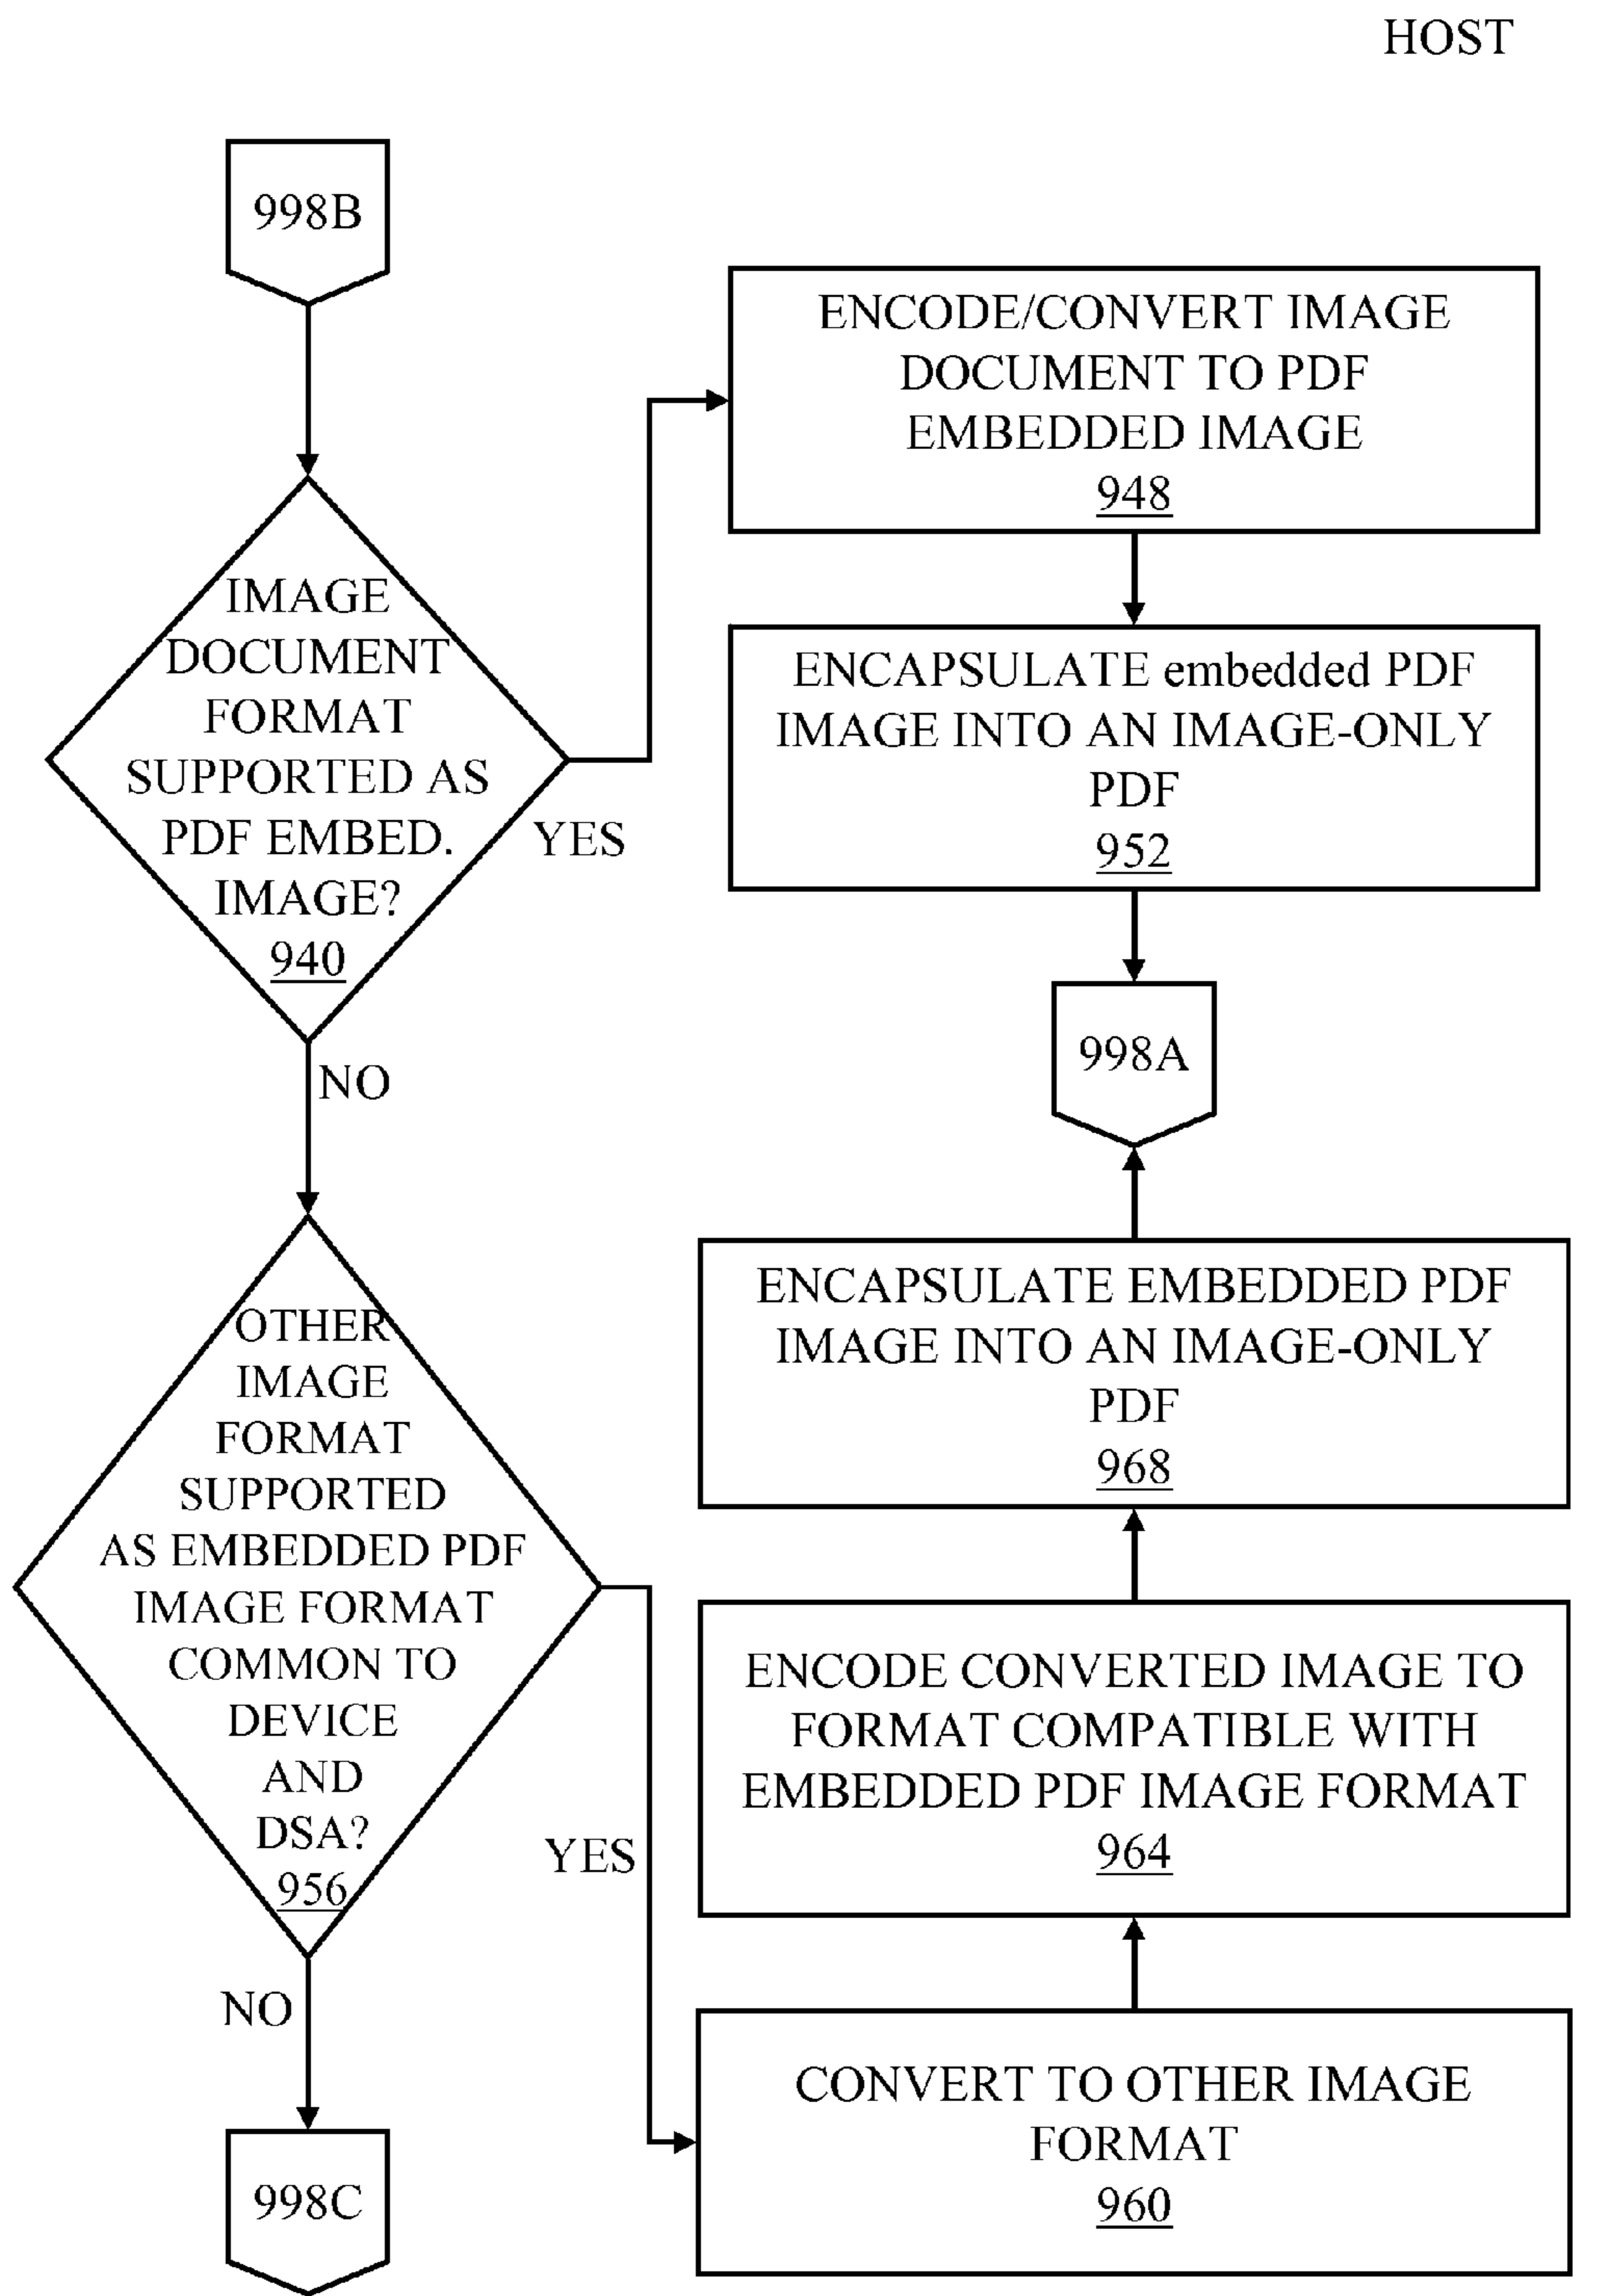 HOST
998B
IMAGE
DOCUMENT
FORMAT
SUPPORTED AS
PDF EMBED.
IMAGE?
940
YES
NO
ENCODE/CONVERT IMAGE
DOCUMENT TO PDF
EMBEDDED IMAGE
948
ENCAPSULATE embedded PDF
IMAGE INTO AN IMAGE-ONLY
PDF
952
998A
OTHER
IMAGE
FORMAT
SUPPORTED
AS EMBEDDED PDF
IMAGE FORMAT
COMMON TO
DEVICE
AND
DSA?
956
YES
NO
998C
ENCAPSULATE EMBEDDED PDF
IMAGE INTO AN IMAGE-ONLY
PDF
968
ENCODE CONVERTED IMAGE TO
FORMAT COMPATIBLE WITH
EMBEDDED PDF IMAGE FORMAT
964
CONVERT TO OTHER IMAGE
FORMAT
960